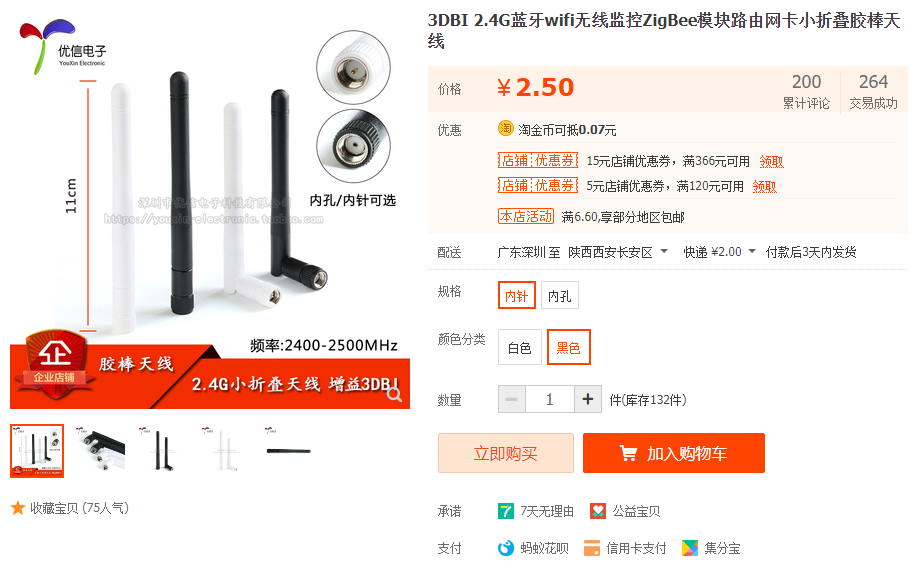 优信电子
YouXin Electronic
11cm
深圳市优信电子科技有限公司
https://youxin-electronic.taobao.com
内孔/内针可选
频率:2400-2500MHz
企
企业店铺
胶棒天线
2.4G小折叠天线 增益3DBI
收藏宝贝 (75人气)
3DBI 2.4G蓝牙wifi无线监控ZigBee模块路由网卡小折叠胶棒天
线
价格 ¥2.50 200 264
累计评论 交易成功
优惠 淘 淘金币可抵0.07元
店铺 优惠券 15元店铺优惠券，满366元可用 领取
店铺 优惠券 5元店铺优惠券，满120元可用 领取
本店活动 满6.60,享部分地区包邮
配送 广东深圳 至 陕西西安长安区 快递 ¥2.00 付款后3天内发货
规格 内针 内孔
颜色分类 白色 黑色
数量 − 1 + 件(库存132件)
立即购买 加入购物车
承诺 7 7天无理由 公益宝贝
支付 蚂蚁花呗 信用卡支付 集分宝